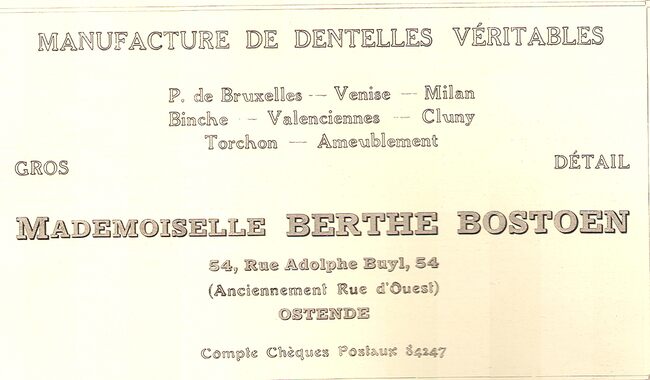 MANUFACTURE DE DENTELLES VÉRITABLES
P. de Bruxelles — Venise — Milan
Binche — Valenciennes — Cluny
Torchon — Ameublement
GROS DÉTAIL
MADEMOISELLE BERTHE BOSTOEN
54, Rue Adolphe Buyl, 54
(Anciennement Rue d'Ouest)
OSTENDE
Compte Chèques Postaux 84247